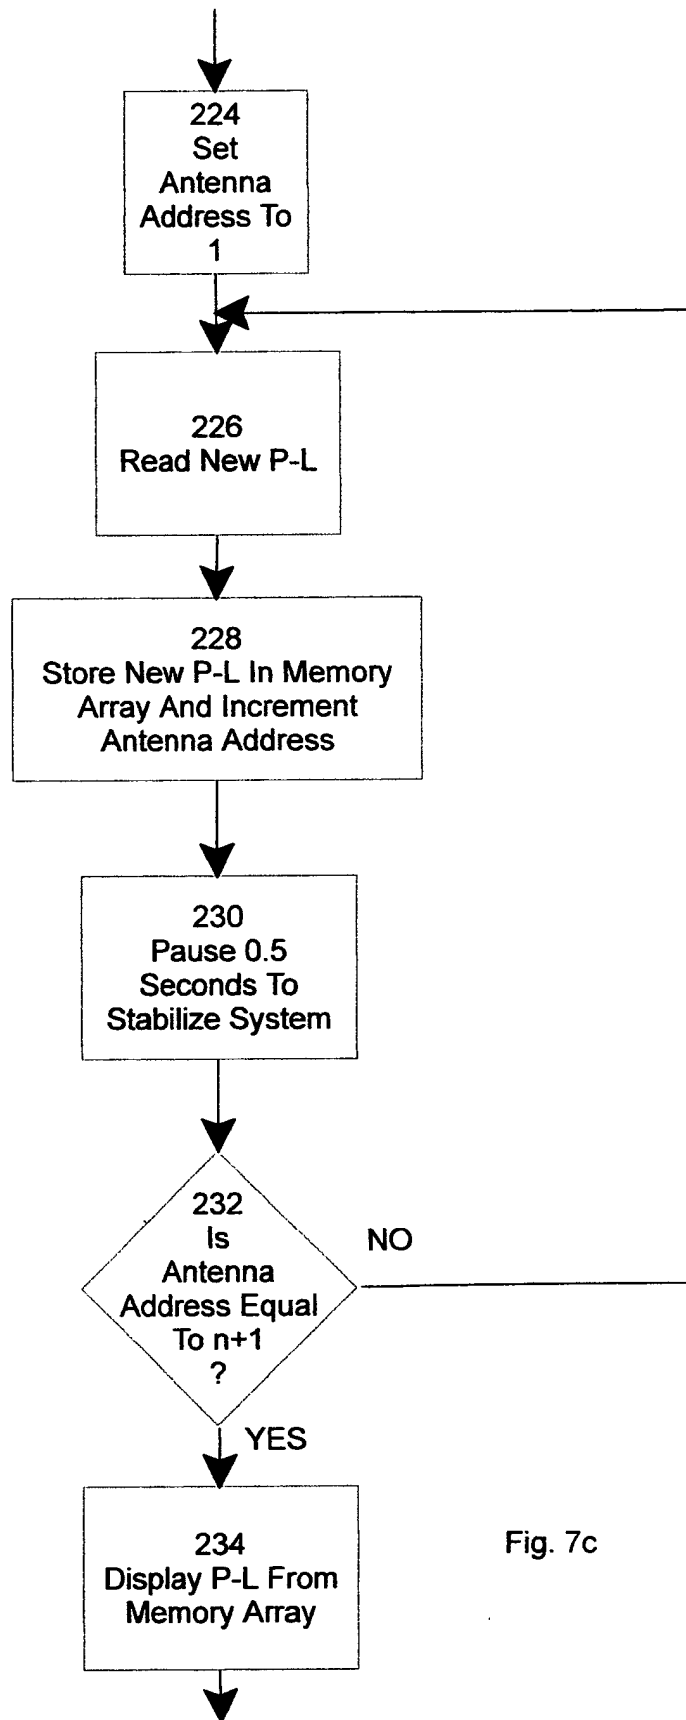 224
Set
Antenna
Address To
1
226
Read New P-L
228
Store New P-L In Memory
Array And Increment
Antenna Address
230
Pause 0.5
Seconds To
Stabilize System
232
Is
Antenna
Address Equal
To n+1
?
NO
YES
234
Display P-L From
Memory Array
Fig. 7c